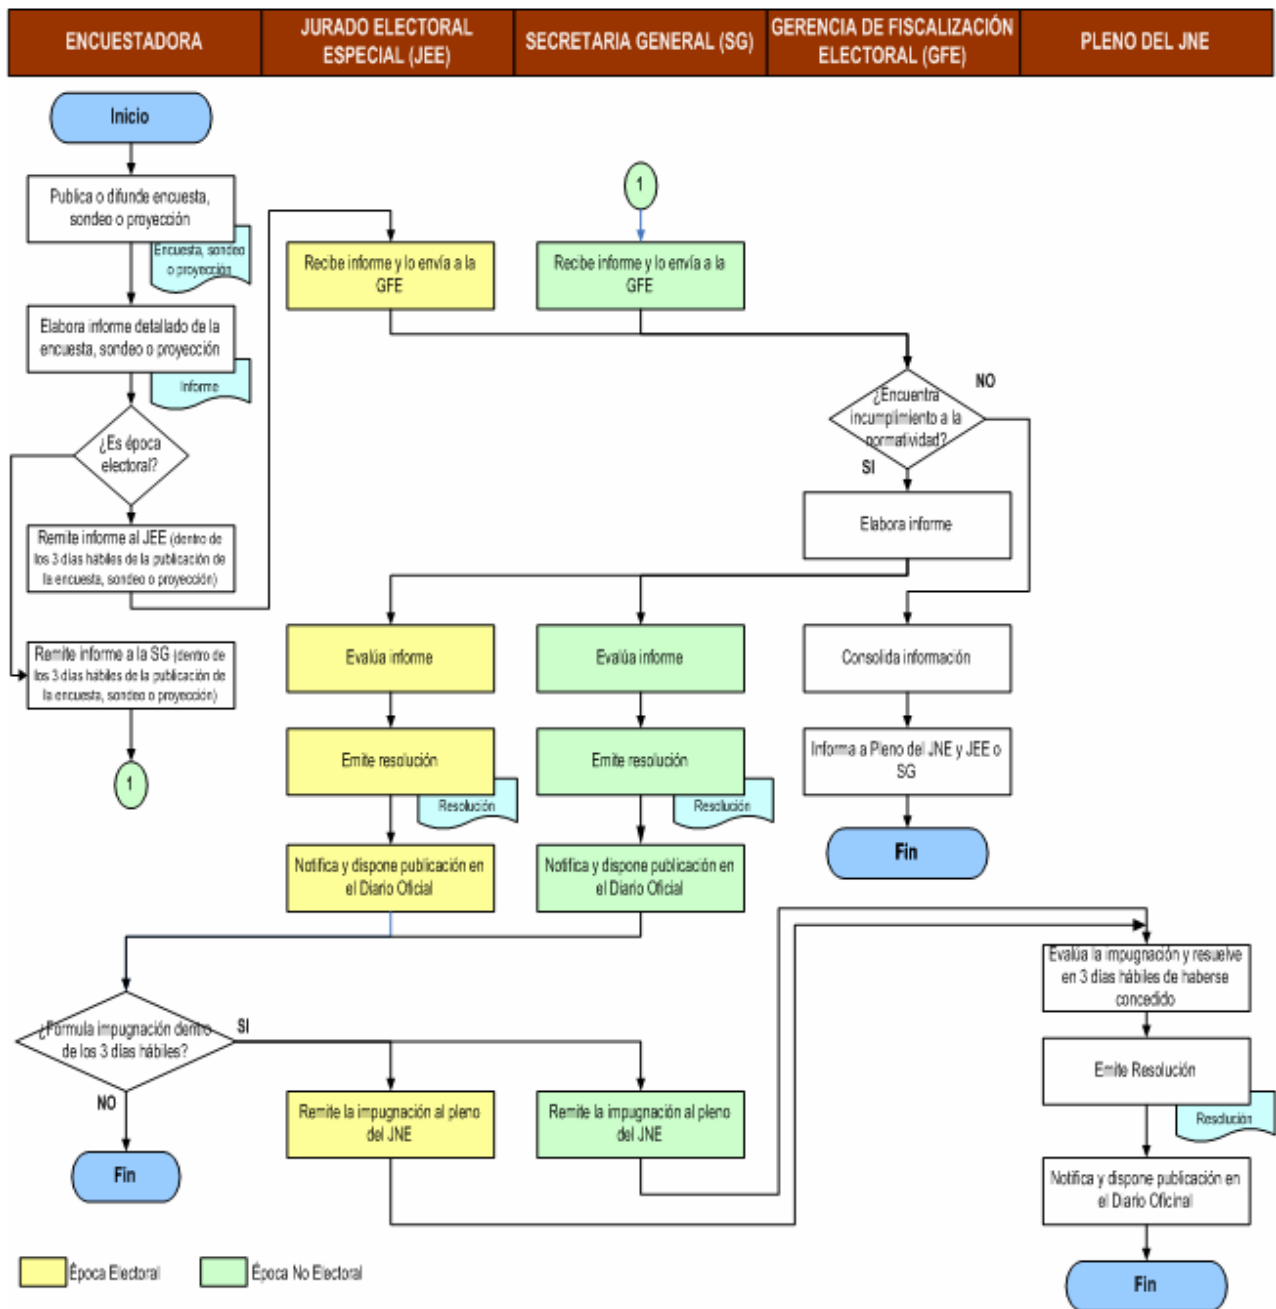 ENCUESTADORA
JURADO ELECTORAL
ESPECIAL (JEE)
SECRETARIA GENERAL (SG)
GERENCIA DE FISCALIZACIÓN
ELECTORAL (GFE)
PLENO DEL JNE
Inicio
Publica o difunde encuesta,
sondeo o proyección
Encuesta, sondeo
o proyección
Elabora informe detallado de la
encuesta, sondeo o proyección
Informe
¿Es época
electoral?
Remite informe al JEE (dentro de
los 3 días hábiles de la publicación de
la encuesta, sondeo o proyección)
Remite informe a la SG (dentro de
los 3 días hábiles de la publicación de
la encuesta, sondeo o proyección)
1
1
Recibe informe y lo envía a la
GFE
Recibe informe y lo envía a la
GFE
¿Encuentra
incumplimiento a la
normatividad?
NO
SI
Elabora informe
Evalúa informe
Evalúa informe
Consolida información
Emite resolución
Resolución
Emite resolución
Resolución
Informa a Pleno del JNE y JEE o
SG
Fin
Notifica y dispone publicación en
el Diario Oficial
Notifica y dispone publicación en
el Diario Oficial
¿Formula impugnación dentro
de los 3 días hábiles?
SI
NO
Fin
Remite la impugnación al pleno
del JNE
Remite la impugnación al pleno
del JNE
Evalúa la impugnación y resuelve
en 3 días hábiles de haberse
concedido
Emite Resolución
Resolución
Notifica y dispone publicación en
el Diario Oficinal
Fin
Época Electoral
Época No Electoral